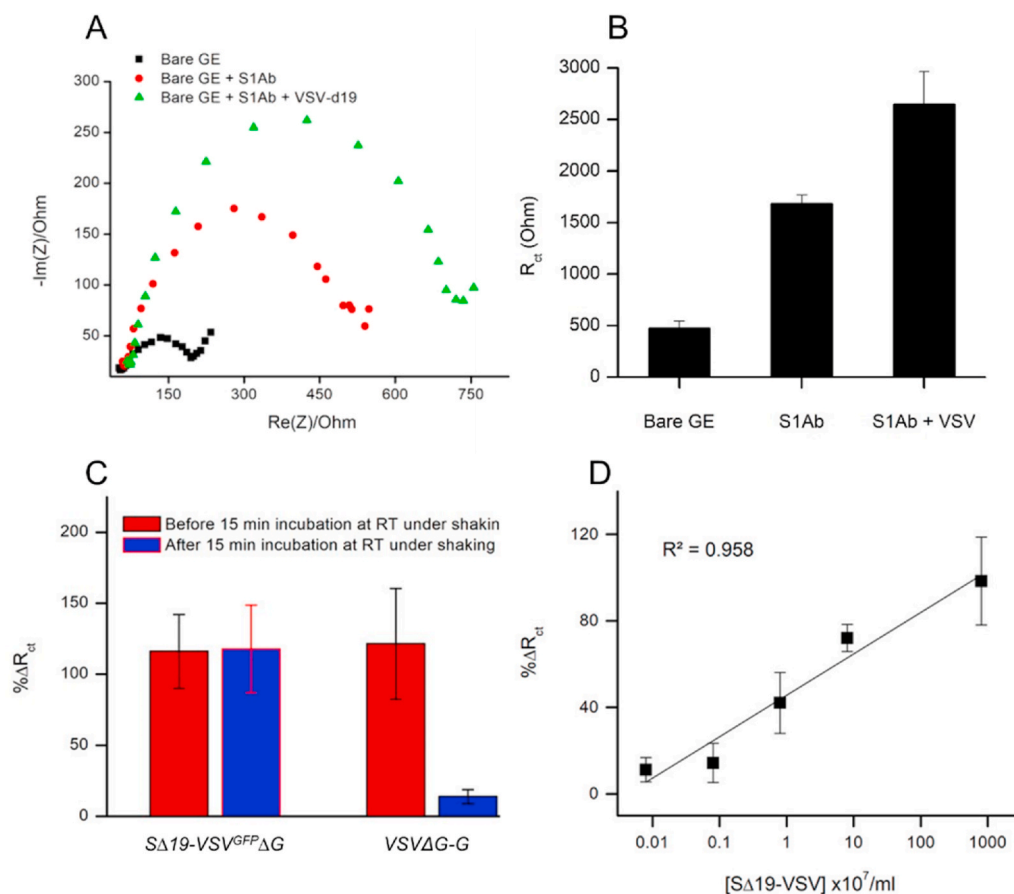 A
Bare GE
Bare GE + S1Ab
Bare GE + S1Ab + VSV-d19
300
250
200
150
100
50
-Im(Z)/Ohm
150 300 450 600 750
Re(Z)/Ohm
B
3000
2500
2000
1500
1000
500
0
Rct (Ohm)
Bare GE S1Ab S1Ab + VSV
C
Before 15 min incubation at RT under shakin
After 15 min incubation at RT under shaking
200
150
100
50
0
%ΔRct
SΔ19-VSV^GFPΔG VSVΔG-G
D
R² = 0.958
120
80
40
0
%ΔRct
0.01 0.1 1 10 100 1000
[SΔ19-VSV] x10⁷/ml